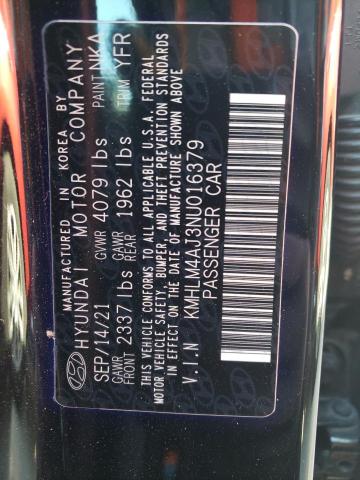 MANUFACTURED IN KOREA BY
HYUNDAI MOTOR COMPANY
SEP/14/21 GVWR 4079 lbs PAINT NKA
GAWR FRONT 2337 lbs GAWR REAR 1962 lbs TRIM YFR
THIS VEHICLE CONFORMS TO ALL APPLICABLE U.S.A. FEDERAL
MOTOR VEHICLE SAFETY, BUMPER, AND THEFT PREVENTION STANDARDS
IN EFFECT ON THE DATE OF MANUFACTURE SHOWN ABOVE
V.I.N KMHLM4AJ3NU016379
PASSENGER CAR